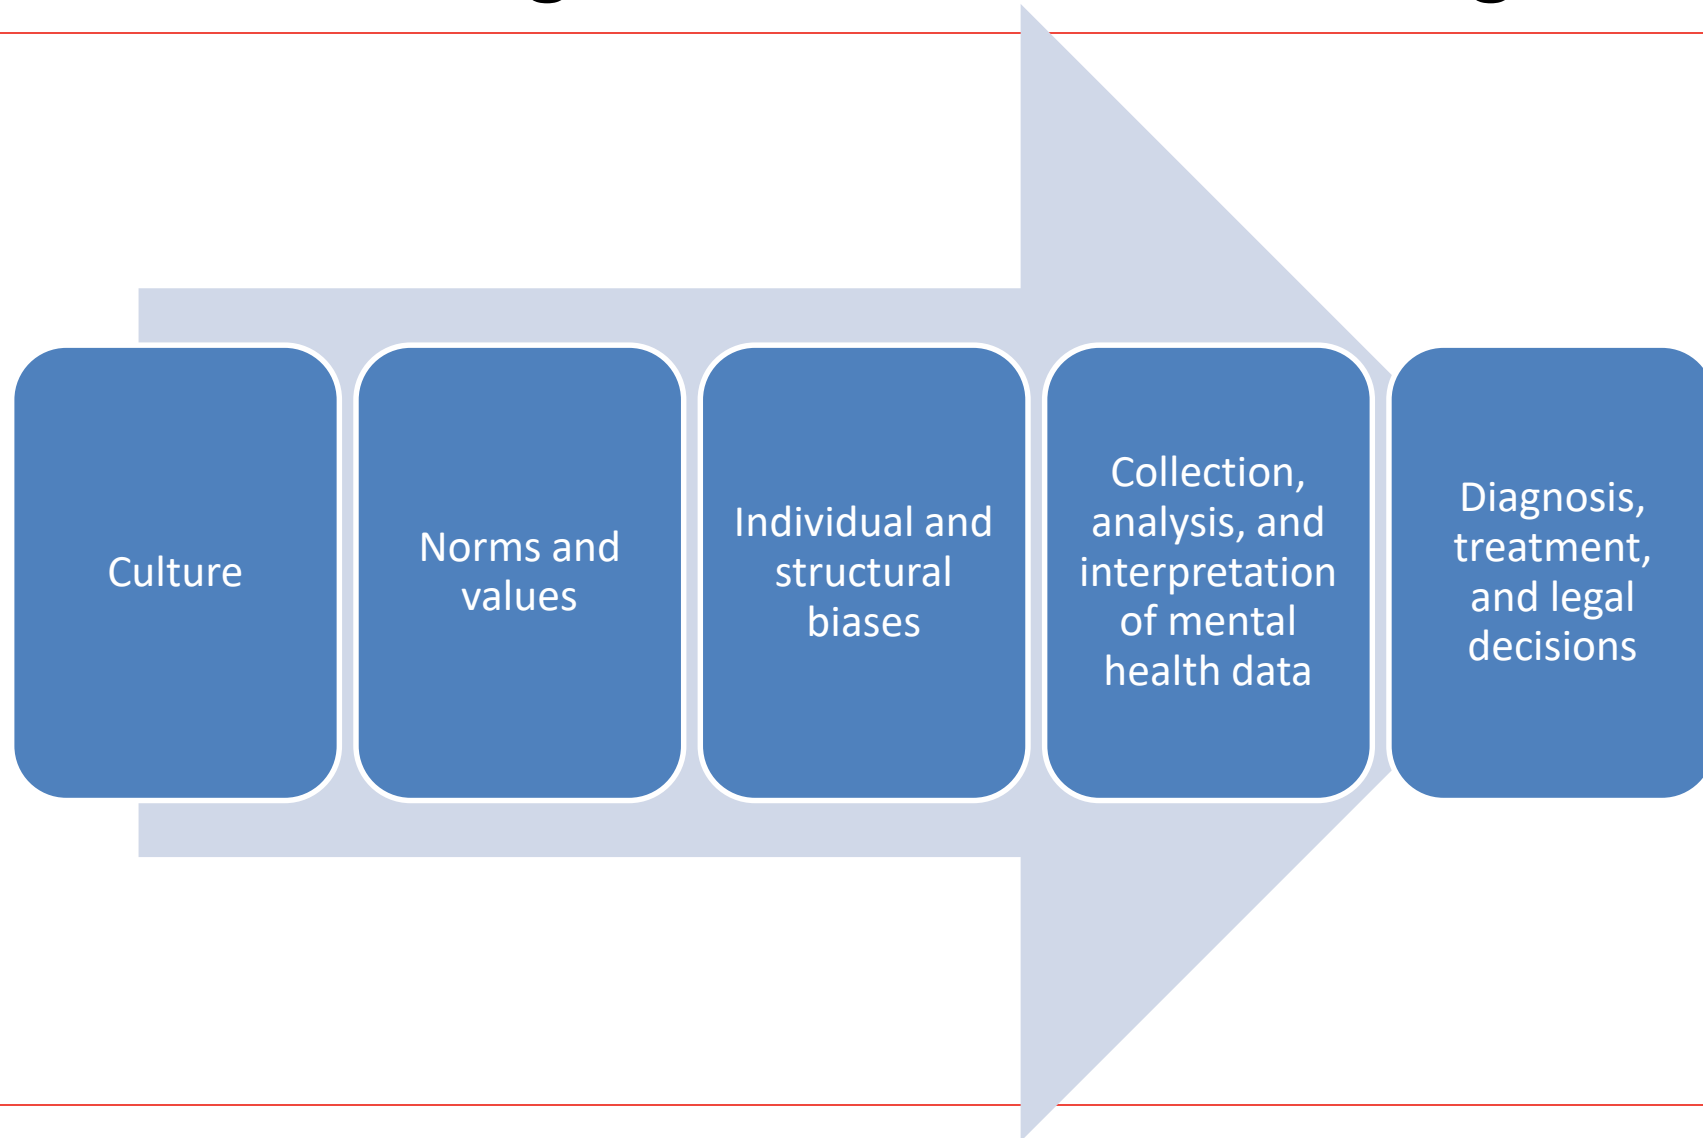 Culture
Norms and
values
Individual and
structural
biases
Collection,
analysis, and
interpretation
of mental
health data
Diagnosis,
treatment,
and legal
decisions